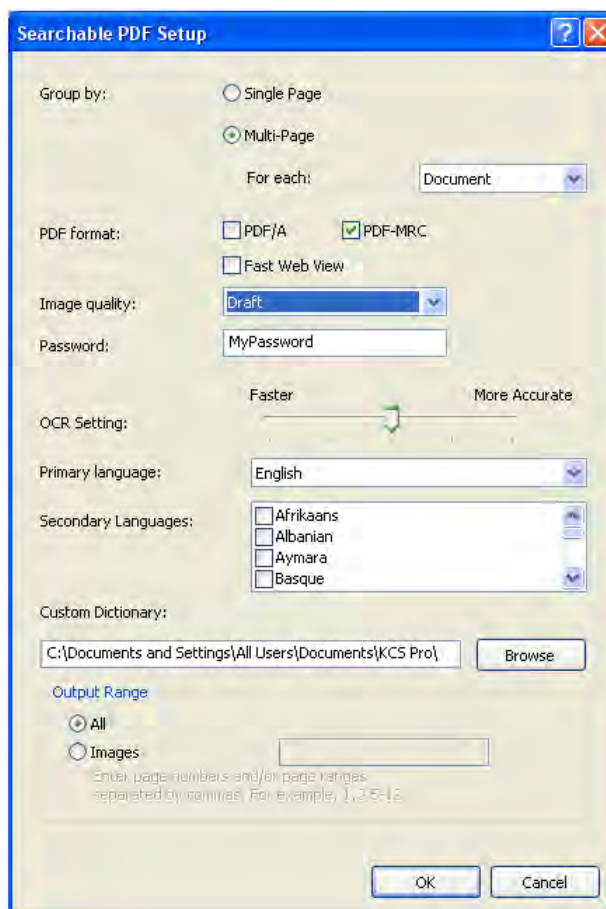 Searchable PDF Setup
Group by:
Single Page
Multi-Page
For each:
Document
PDF format:
PDF/A
PDF-MRC
Fast Web View
Image quality:
Draft
Password:
MyPassword
Faster
More Accurate
OCR Setting:
Primary language:
English
Secondary Languages:
Afrikaans
Albanian
Aymara
Basque
Custom Dictionary:
C:\Documents and Settings\All Users\Documents\KCS Pro\
Browse
Output Range
All
Images
Enter page numbers and/or page ranges
separated by commas. For example, 1,3,5-12
OK
Cancel